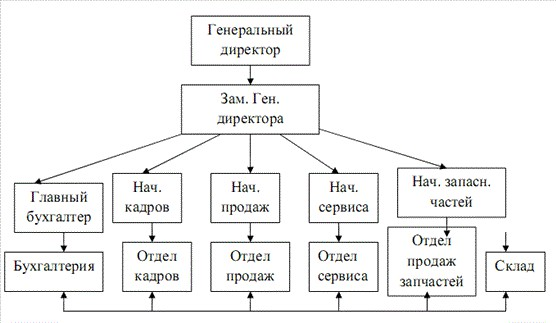 Генеральный
директор
Зам. Ген.
директора
Главный
бухгалтер
Нач.
кадров
Нач.
продаж
Нач.
сервиса
Нач. запасн.
частей
Бухгалтерия
Отдел
кадров
Отдел
продаж
Отдел
сервиса
Отдел
продаж
запчастей
Склад